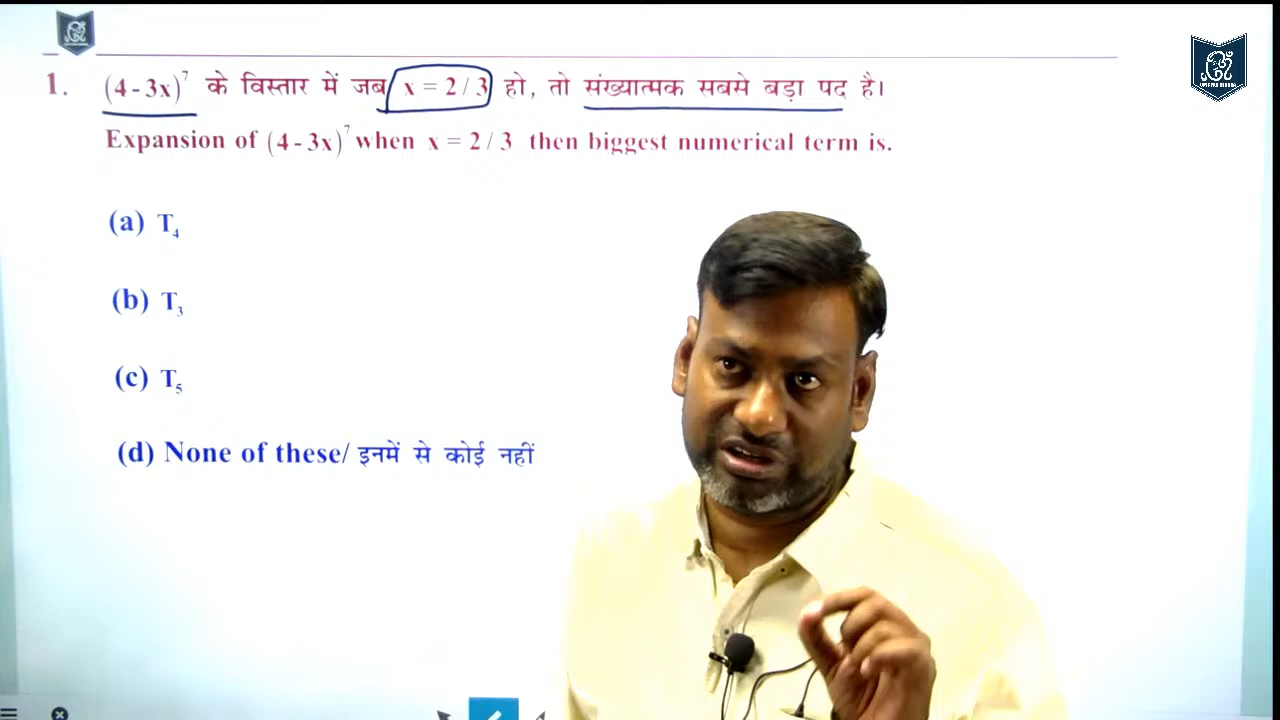 1. (4-3x)⁷ के विस्तार में जब x = 2 / 3 हो, तो संख्यात्मक सबसे बड़ा पद है।
Expansion of (4-3x)⁷ when x = 2 / 3 then biggest numerical term is.
(a) T₄
(b) T₃
(c) T₅
(d) None of these/ इनमें से कोई नहीं